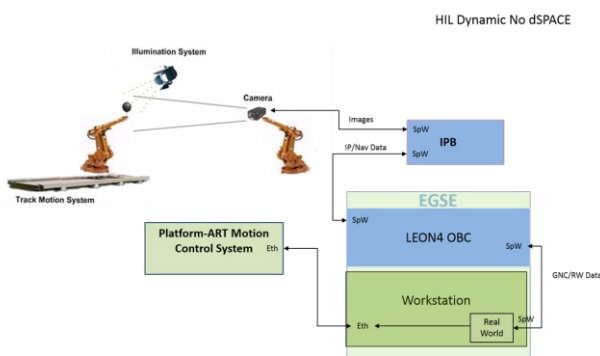 HIL Dynamic No dSPACE
Illumination System
Camera
Images
SpW
IPB
IP/Nav Data
SpW
Track Motion System
EGSE
Platform-ART Motion
Control System
Eth
SpW
LEON4 OBC
SpW
GNC/RW Data
Workstation
Eth
Real
World
SpW